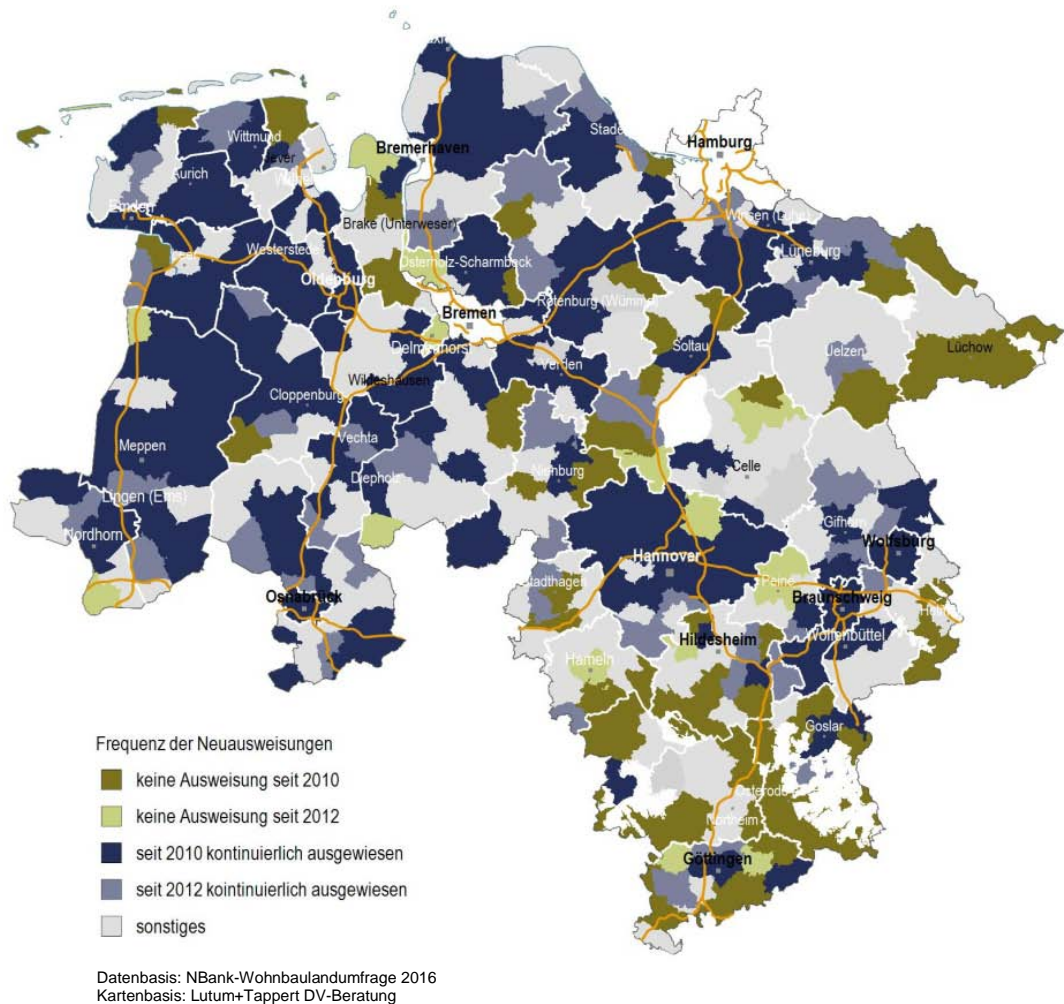 Stade
Hamburg
Wittmund
Bremerhaven
Jever
Aurich
Emden
Brake (Unterweser)
Winsen (Luhe)
Leer
Westerstede
Osterholz-Scharmbeck
Lüneburg
Oldenburg
Rotenburg (Wümme)
Bremen
Delmenhorst
Soltau
Uelzen
Lüchow
Verden
Wildeshausen
Cloppenburg
Vechta
Meppen
Diepholz
Nienburg
Celle
Lingen (Ems)
Gifhorn
Nordhorn
Wolfsburg
Hannover
Stadthagen
Peine
Osnabrück
Braunschweig
Wolfenbüttel
Hildesheim
Hameln
Goslar
Northeim
Göttingen
Frequenz der Neuausweisungen
keine Ausweisung seit 2010
keine Ausweisung seit 2012
seit 2010 kontinuierlich ausgewiesen
seit 2012 kointinuierlich ausgewiesen
sonstiges
Datenbasis: NBank-Wohnbaulandumfrage 2016
Kartenbasis: Lutum+Tappert DV-Beratung